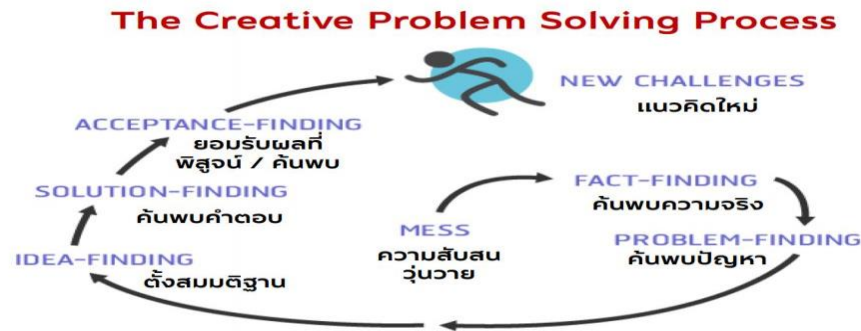 The Creative Problem Solving Process
NEW CHALLENGES
แนวคิดใหม่
ACCEPTANCE-FINDING
ยอมรับผลที่
พิสูจน์ / ค้นพบ
SOLUTION-FINDING
ค้นพบคำตอบ
IDEA-FINDING
ตั้งสมมติฐาน
MESS
ความสับสน
วุ่นวาย
FACT-FINDING
ค้นพบความจริง
PROBLEM-FINDING
ค้นพบปัญหา